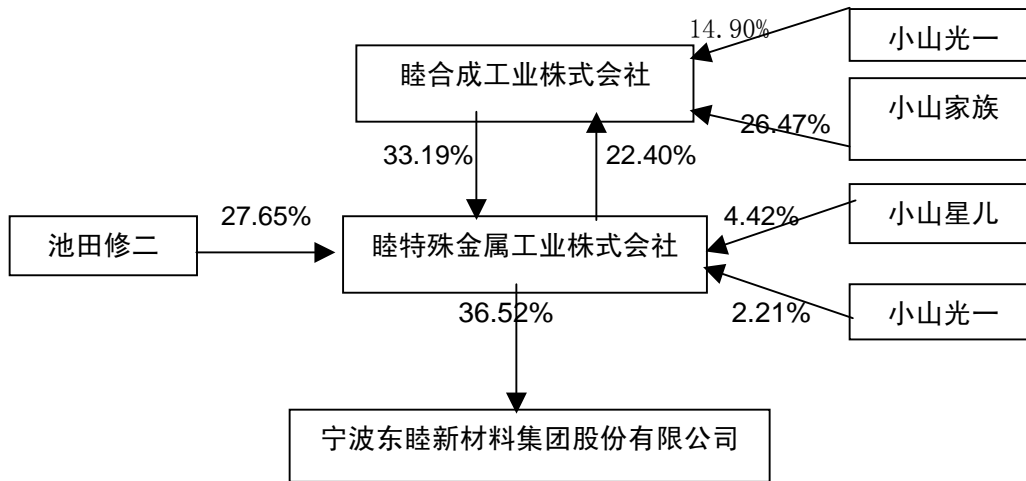 14.90%
小山光一
睦合成工业株式会社
小山家族
26.47%
33.19%
22.40%
27.65%
4.42%
小山星儿
池田修二
睦特殊金属工业株式会社
36.52%
2.21%
小山光一
宁波东睦新材料集团股份有限公司